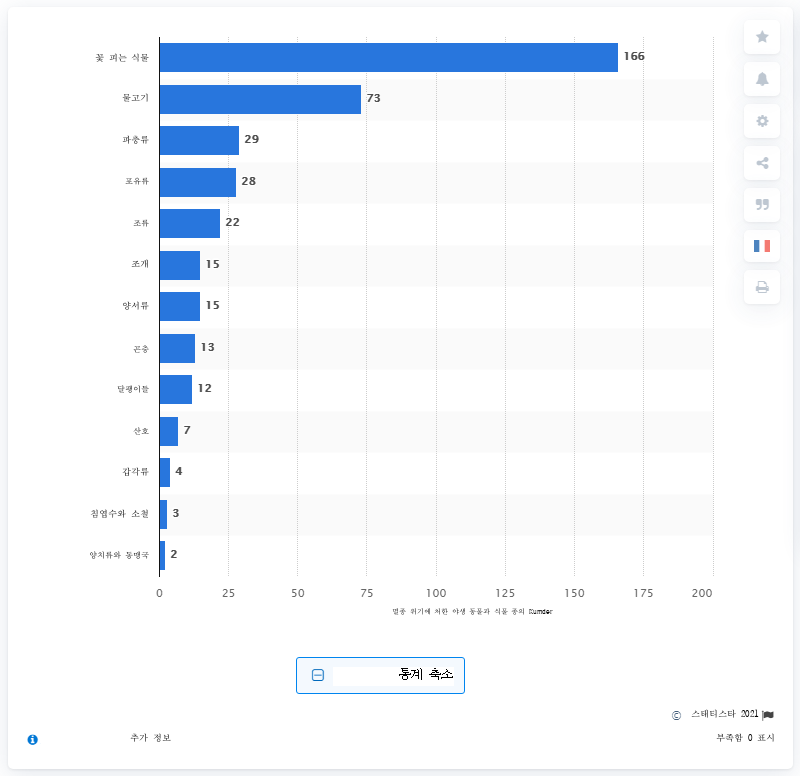 꽃 피는 식물 166
물고기 73
파충류 29
포유류 28
조류 22
조개 15
양서류 15
곤충 13
달팽이들 12
산호 7
갑각류 4
침엽수와 소철 3
양치류와 동맹국 2
0 25 50 75 100 125 150 175 200
멸종 위기에 처한 야생 동물과 식물 종의 Kumder
통계 축소
© 스태티스타 2021
추가 정보
부족함 0 표시